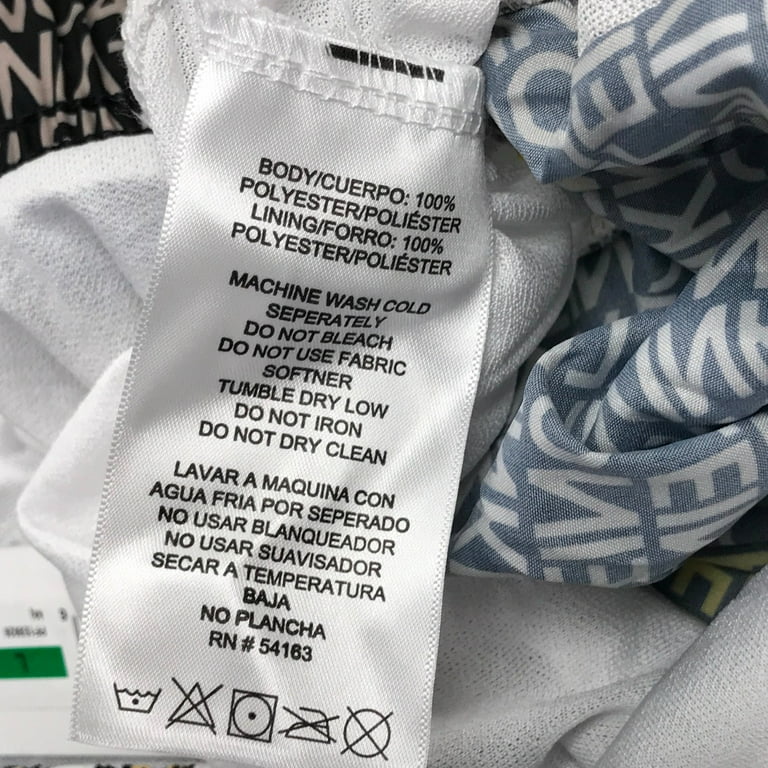 BODY/CUERPO: 100%
POLYESTER/POLIÉSTER
LINING/FORRO: 100%
POLYESTER/POLIÉSTER
MACHINE WASH COLD
SEPERATELY
DO NOT BLEACH
DO NOT USE FABRIC
SOFTNER
TUMBLE DRY LOW
DO NOT IRON
DO NOT DRY CLEAN
LAVAR A MAQUINA CON
AGUA FRIA POR SEPERADO
NO USAR BLANQUEADOR
NO USAR SUAVISADOR
SECAR A TEMPERATURA
BAJA
NO PLANCHA
RN # 54163